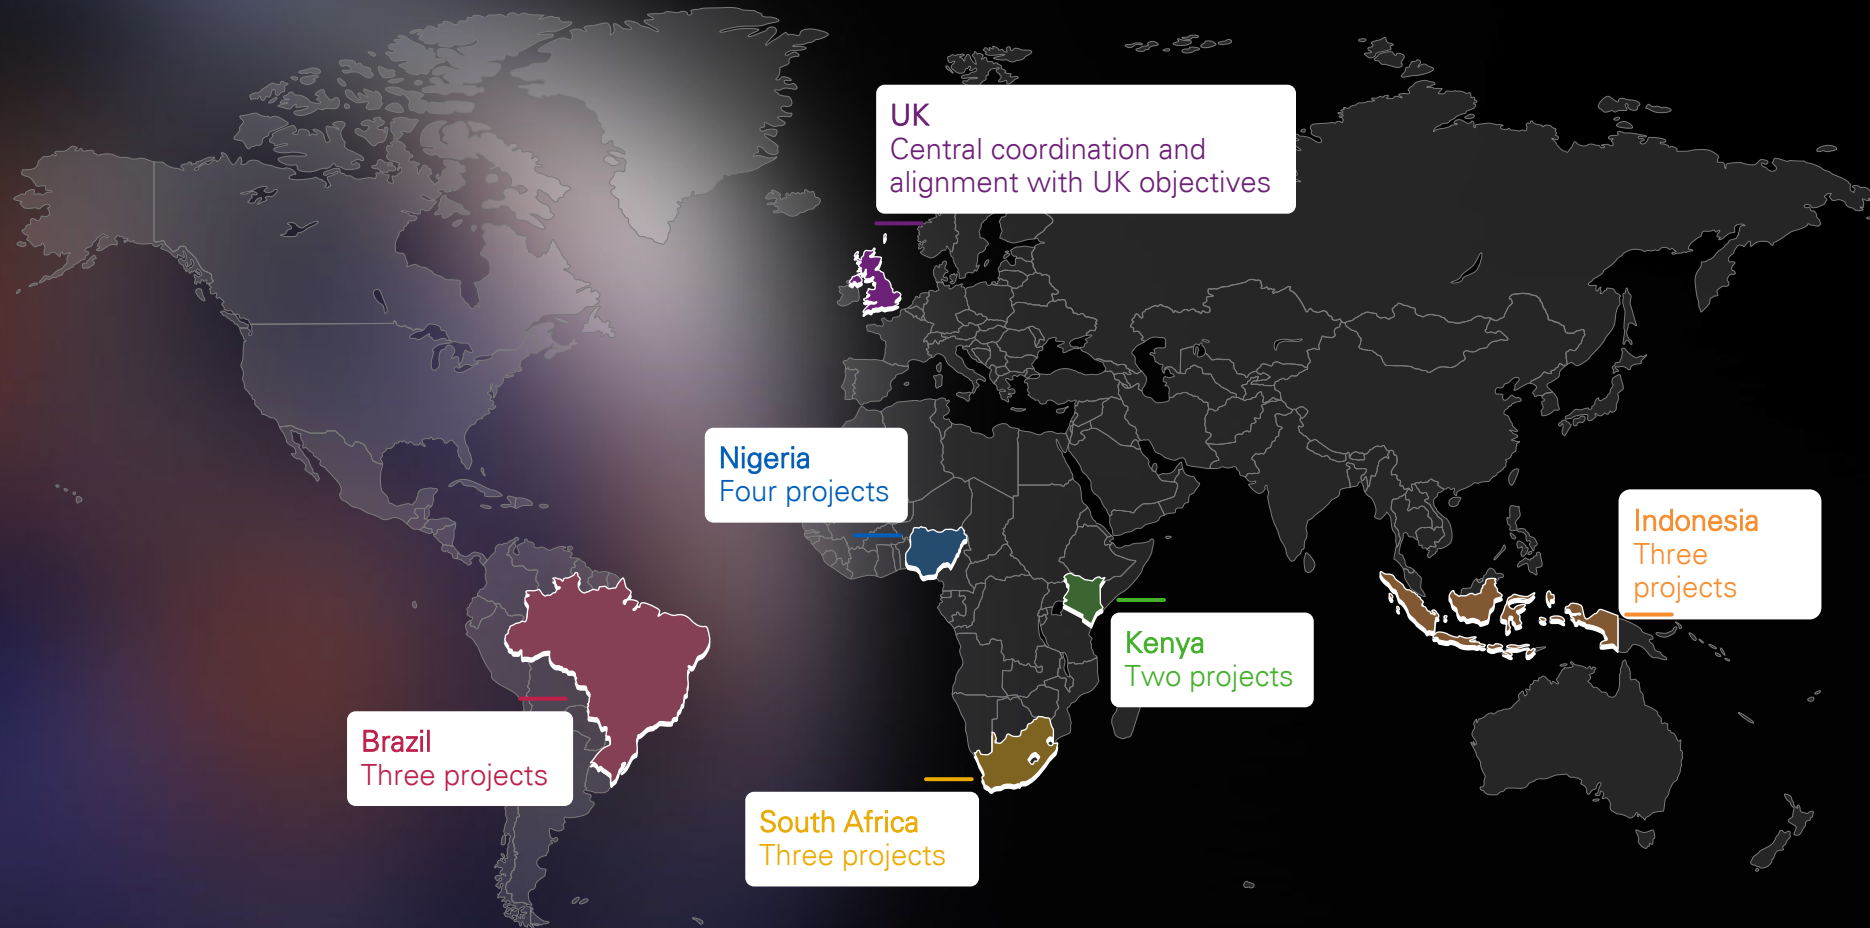 UK
Central coordination and
alignment with UK objectives
Nigeria
Four projects
Indonesia
Three
projects
Kenya
Two projects
Brazil
Three projects
South Africa
Three projects